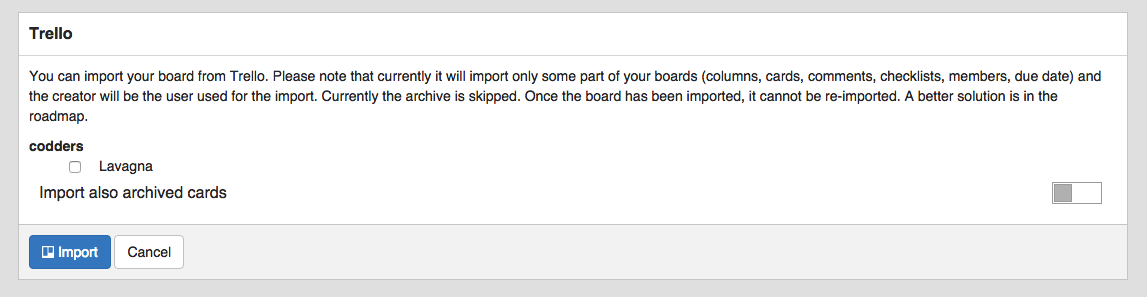 Trello
You can import your board from Trello. Please note that currently it will import only some part of your boards (columns, cards, comments, checklists, members, due date) and
the creator will be the user used for the import. Currently the archive is skipped. Once the board has been imported, it cannot be re-imported. A better solution is in the
roadmap.
codders
Lavagna
Import also archived cards
Import Cancel